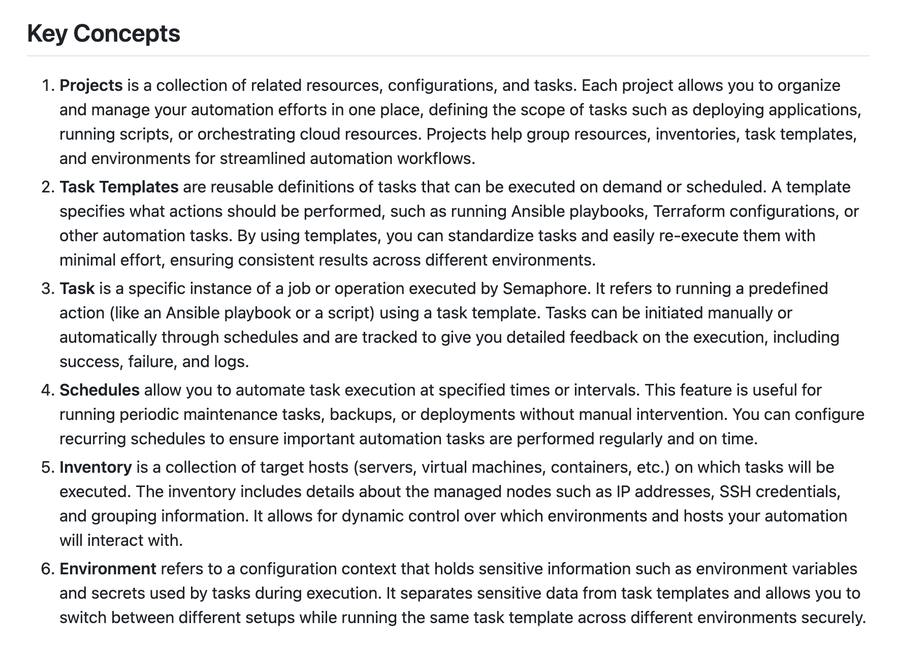 Key Concepts
1. Projects is a collection of related resources, configurations, and tasks. Each project allows you to organize
and manage your automation efforts in one place, defining the scope of tasks such as deploying applications,
running scripts, or orchestrating cloud resources. Projects help group resources, inventories, task templates,
and environments for streamlined automation workflows.
2. Task Templates are reusable definitions of tasks that can be executed on demand or scheduled. A template
specifies what actions should be performed, such as running Ansible playbooks, Terraform configurations, or
other automation tasks. By using templates, you can standardize tasks and easily re-execute them with
minimal effort, ensuring consistent results across different environments.
3. Task is a specific instance of a job or operation executed by Semaphore. It refers to running a predefined
action (like an Ansible playbook or a script) using a task template. Tasks can be initiated manually or
automatically through schedules and are tracked to give you detailed feedback on the execution, including
success, failure, and logs.
4. Schedules allow you to automate task execution at specified times or intervals. This feature is useful for
running periodic maintenance tasks, backups, or deployments without manual intervention. You can configure
recurring schedules to ensure important automation tasks are performed regularly and on time.
5. Inventory is a collection of target hosts (servers, virtual machines, containers, etc.) on which tasks will be
executed. The inventory includes details about the managed nodes such as IP addresses, SSH credentials,
and grouping information. It allows for dynamic control over which environments and hosts your automation
will interact with.
6. Environment refers to a configuration context that holds sensitive information such as environment variables
and secrets used by tasks during execution. It separates sensitive data from task templates and allows you to
switch between different setups while running the same task template across different environments securely.